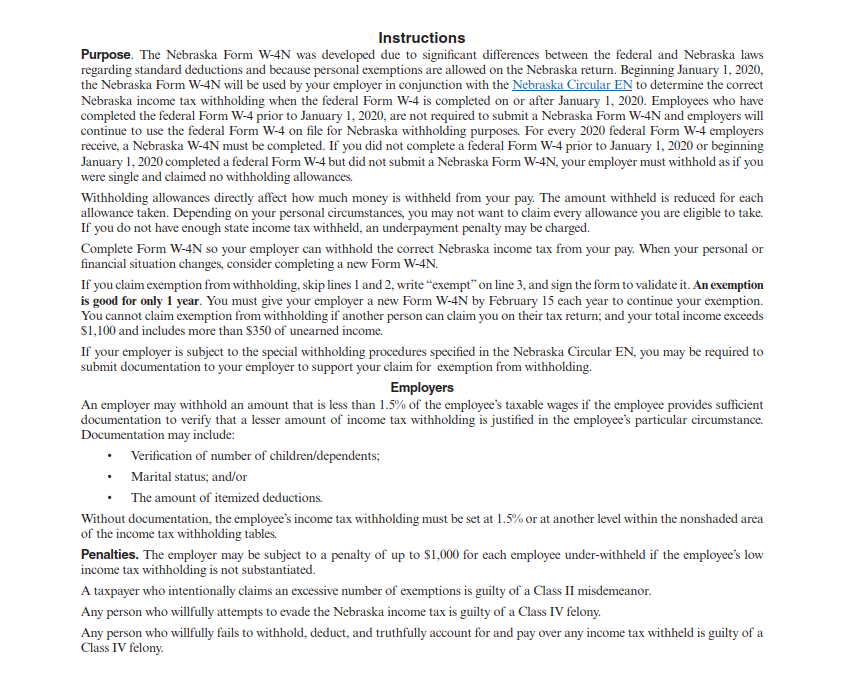 Instructions
Purpose. The Nebraska Form W-4N was developed due to significant differences between the federal and Nebraska laws
regarding standard deductions and because personal exemptions are allowed on the Nebraska return. Beginning January 1, 2020,
the Nebraska Form W-4N will be used by your employer in conjunction with the Nebraska Circular EN to determine the correct
Nebraska income tax withholding when the federal Form W-4 is completed on or after January 1, 2020. Employees who have
completed the federal Form W-4 prior to January 1, 2020, are not required to submit a Nebraska Form W-4N and employers will
continue to use the federal Form W-4 on file for Nebraska withholding purposes. For every 2020 federal Form W-4 employers
receive, a Nebraska W-4N must be completed. If you did not complete a federal Form W-4 prior to January 1, 2020 or beginning
January 1, 2020 completed a federal Form W-4 but did not submit a Nebraska Form W-4N, your employer must withhold as if you
were single and claimed no withholding allowances.
Withholding allowances directly affect how much money is withheld from your pay. The amount withheld is reduced for each
allowance taken. Depending on your personal circumstances, you may not want to claim every allowance you are eligible to take.
If you do not have enough state income tax withheld, an underpayment penalty may be charged.
Complete Form W-4N so your employer can withhold the correct Nebraska income tax from your pay. When your personal or
financial situation changes, consider completing a new Form W-4N.
If you claim exemption from withholding, skip lines 1 and 2, write “exempt” on line 3, and sign the form to validate it. An exemption
is good for only 1 year. You must give your employer a new Form W-4N by February 15 each year to continue your exemption.
You cannot claim exemption from withholding if another person can claim you on their tax return; and your total income exceeds
$1,100 and includes more than $350 of unearned income.
If your employer is subject to the special withholding procedures specified in the Nebraska Circular EN, you may be required to
submit documentation to your employer to support your claim for exemption from withholding.
Employers
An employer may withhold an amount that is less than 1.5% of the employee’s taxable wages if the employee provides sufficient
documentation to verify that a lesser amount of income tax withholding is justified in the employee’s particular circumstance.
Documentation may include:
• Verification of number of children/dependents;
• Marital status; and/or
• The amount of itemized deductions.
Without documentation, the employee’s income tax withholding must be set at 1.5% or at another level within the nonshaded area
of the income tax withholding tables.
Penalties. The employer may be subject to a penalty of up to $1,000 for each employee under-withheld if the employee’s low
income tax withholding is not substantiated.
A taxpayer who intentionally claims an excessive number of exemptions is guilty of a Class II misdemeanor.
Any person who willfully attempts to evade the Nebraska income tax is guilty of a Class IV felony.
Any person who willfully fails to withhold, deduct, and truthfully account for and pay over any income tax withheld is guilty of a
Class IV felony.